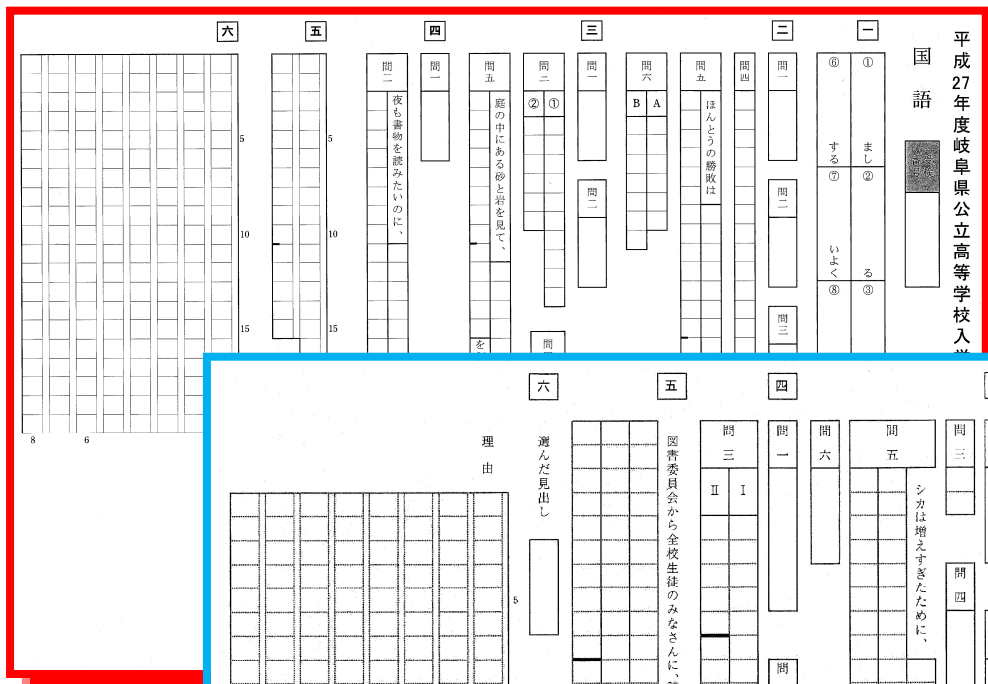 平成27年度岐阜県公立高等学校入学
国語
一
①
まし
②
る
③
⑥
する
⑦
いよく
⑧
二
問一
問二
問三
問四
問五
ほんとうの勝敗は
問六
A
B
三
問一
問二
問三
①
②
問五
庭の中にある砂と岩を見て、
を
四
問一
問二
夜も書物を読みたいのに、
五
5
10
15
六
5
10
15
6
8
問三
問四
問五
シカは増えすぎたために、
問六
四
問一
問三
Ⅰ
Ⅱ
問
五
図書委員会から全校生徒のみなさんに、
六
選んだ見出し
理由
5